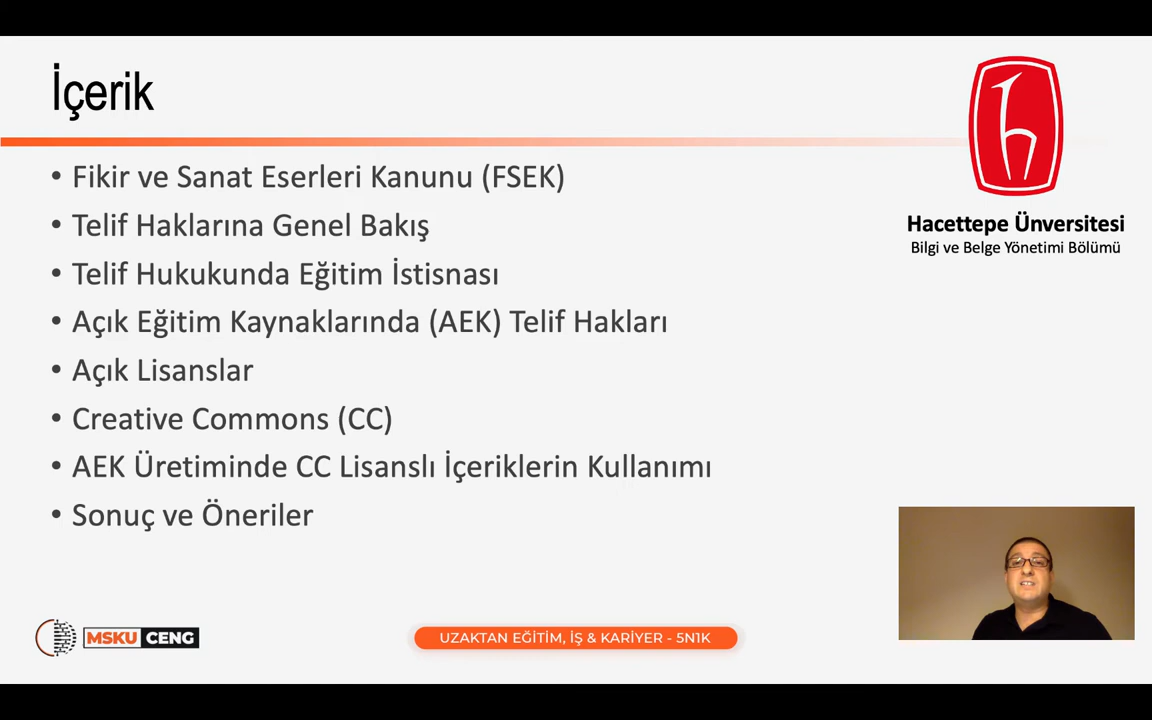 İçerik
• Fikir ve Sanat Eserleri Kanunu (FSEK)
• Telif Haklarına Genel Bakış
• Telif Hukukunda Eğitim İstisnası
• Açık Eğitim Kaynaklarında (AEK) Telif Hakları
• Açık Lisanslar
• Creative Commons (CC)
• AEK Üretiminde CC Lisanslı İçeriklerin Kullanımı
• Sonuç ve Öneriler
Hacettepe Ünversitesi
Bilgi ve Belge Yönetimi Bölümü
MSKU CENG
UZAKTAN EĞİTİM, İŞ & KARİYER - 5N1K